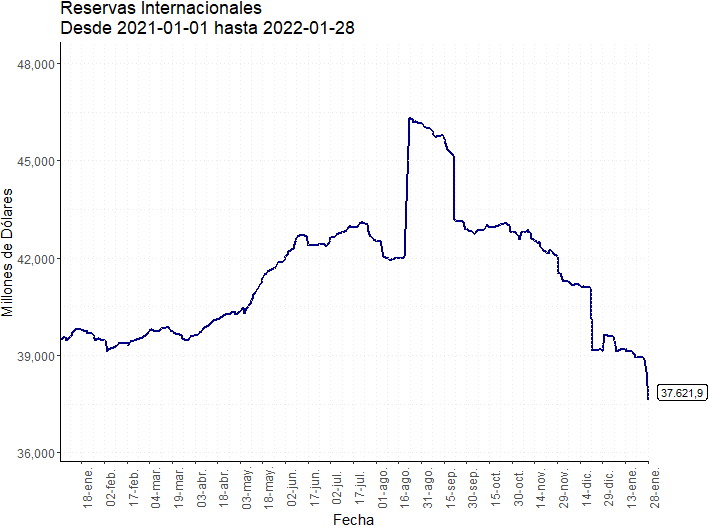 Reservas Internacionales
Desde 2021-01-01 hasta 2022-01-28
Millones de Dólares
48,000
45,000
42,000
39,000
36,000
37.621,9
18-ene.
02-feb.
17-feb.
04-mar.
19-mar.
03-abr.
18-abr.
03-may.
18-may.
02-jun.
17-jun.
02-jul.
17-jul.
01-ago.
16-ago.
31-ago.
15-sep.
30-sep.
15-oct.
30-oct.
14-nov.
29-nov.
14-dic.
29-dic.
13-ene.
28-ene.
Fecha